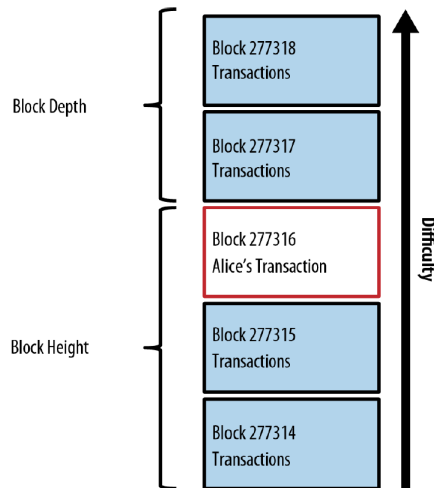 Block 277318
Transactions
Block Depth
Block 277317
Transactions
Block 277316
Alice's Transaction
Difficulty
Block Height
Block 277315
Transactions
Block 277314
Transactions